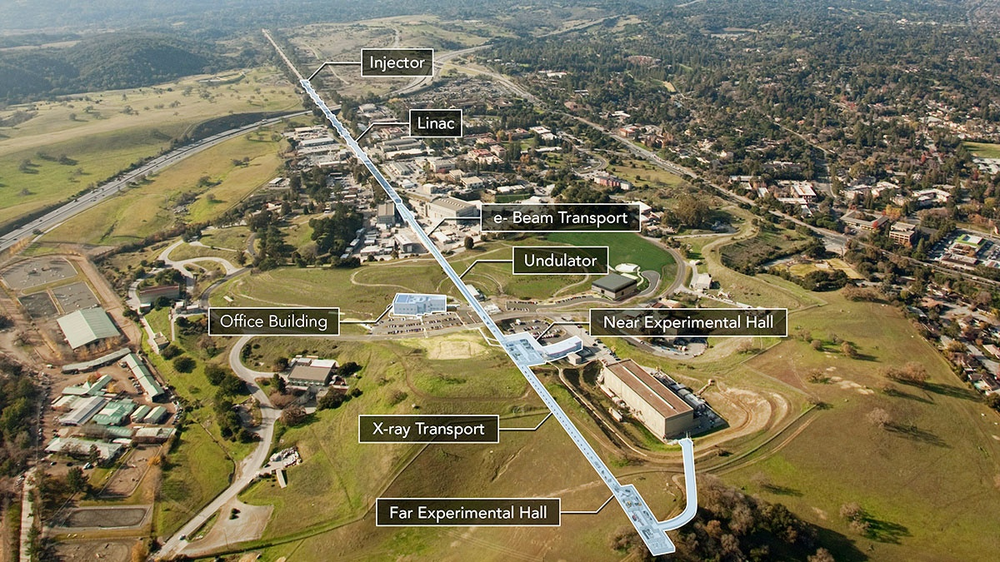 Injector
Linac
e- Beam Transport
Undulator
Office Building
Near Experimental Hall
X-ray Transport
Far Experimental Hall